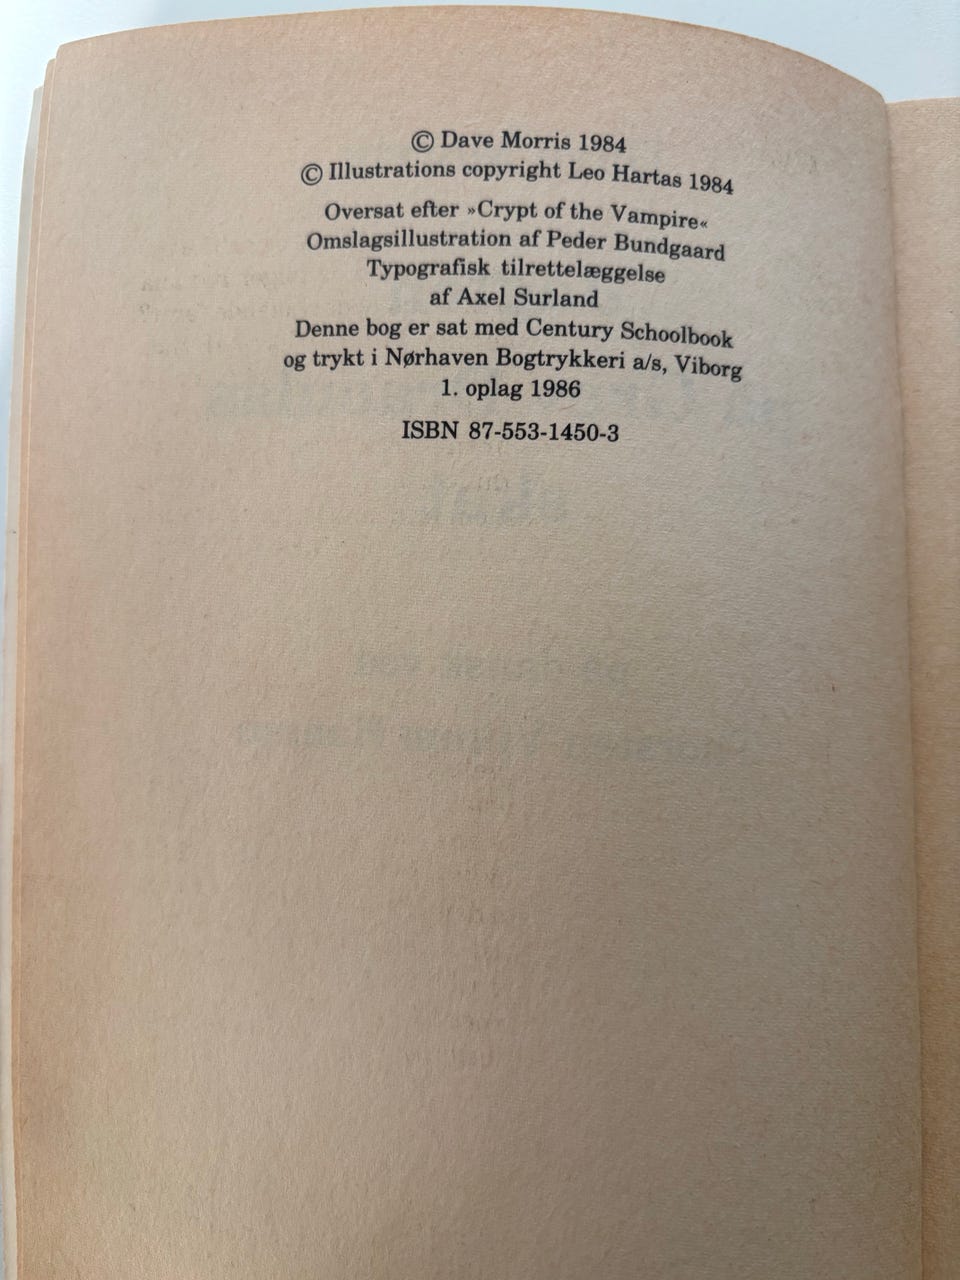 © Dave Morris 1984
© Illustrations copyright Leo Hartas 1984
Oversat efter »Crypt of the Vampire«
Omslagsillustration af Peder Bundgaard
Typografisk tilrettelæggelse
af Axel Surland
Denne bog er sat med Century Schoolbook
og trykt i Nørhaven Bogtrykkeri a/s, Viborg
1. oplag 1986
ISBN 87-553-1450-3